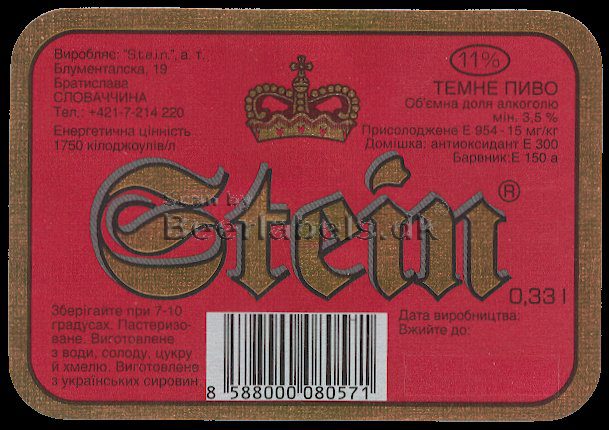 Виробляє: "S.t.e.i.n.", а. т.
Блументалска, 19
Братислава
СЛОВАЧЧИНА
Тел.: +421-7-214 220
Енергетична цінність
1750 кілоджоулів/л
11%
ТЕМНЕ ПИВО
Об'ємна доля алкоголю
мін. 3,5 %
Присолоджене Е 954 - 15 мг/кг
Домішка: антиоксидант Е 300
Барвник: Е 150 а
Stein ®
Scan by
Beerlabels.dk
0,33 l
Зберігайте при 7-10
градусах. Пастеризо-
ване. Виготовлене
з води, солоду, цукру
й хмелю. Виготовлене
з українських сировин.
Дата виробництва:
Вжийте до:
8 588000 080571